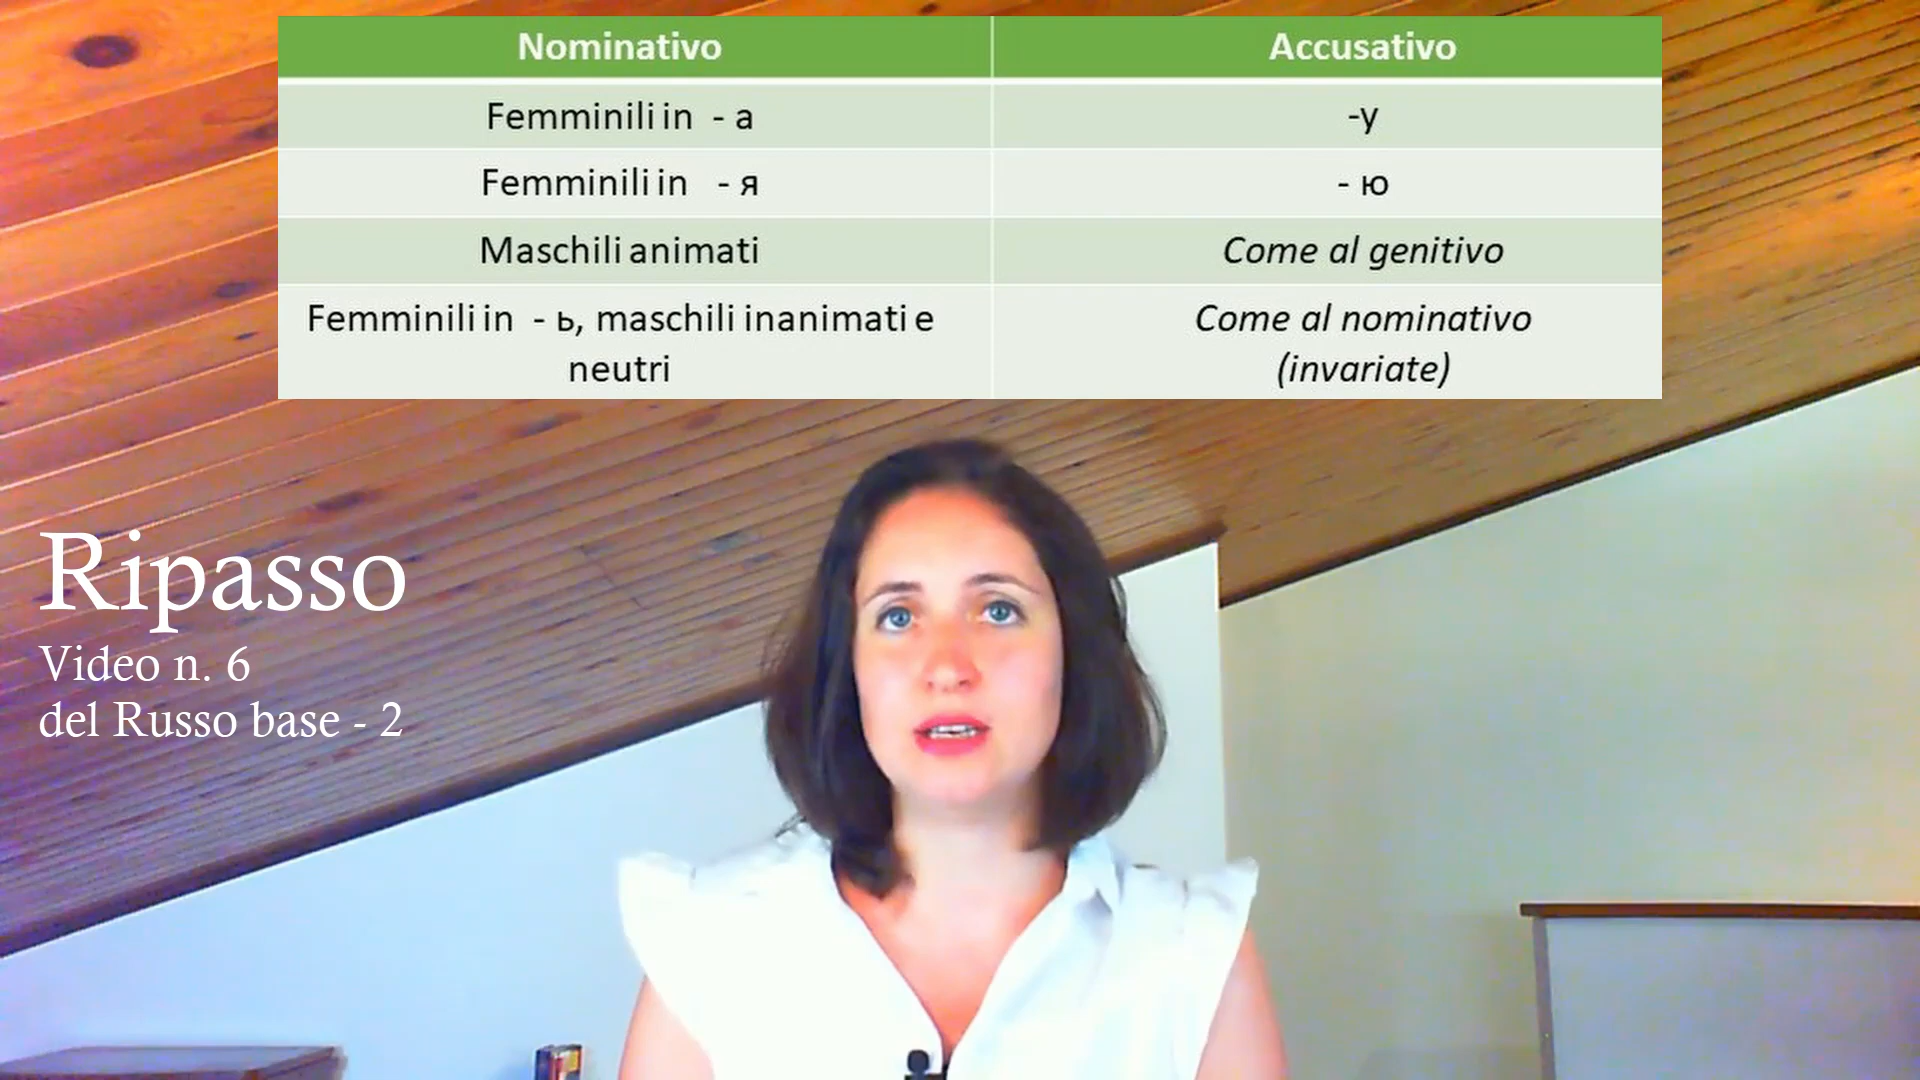 Nominativo Accusativo
Femminili in - а -у
Femminili in - я - ю
Maschili animati Come al genitivo
Femminili in - ь, maschili inanimati e Come al nominativo
neutri (invariate)
Ripasso
Video n. 6
del Russo base - 2